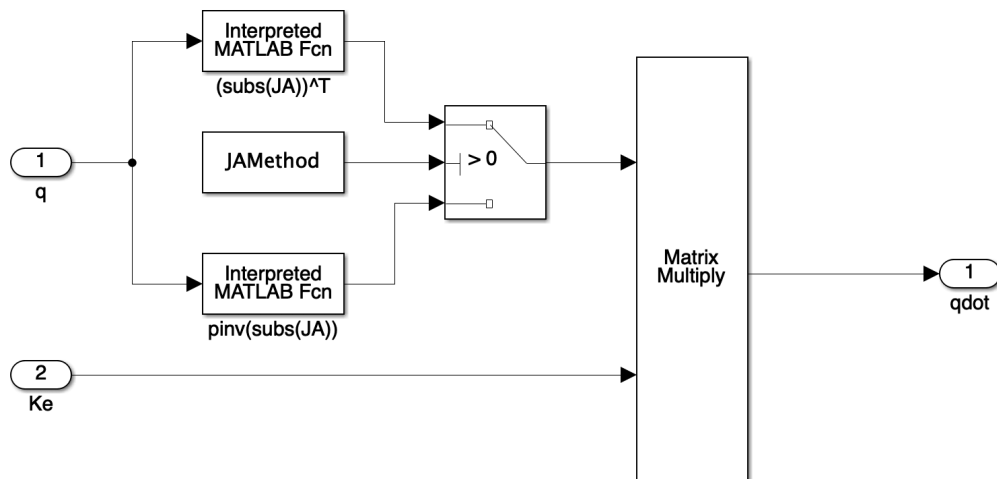 Interpreted
MATLAB Fcn
(subs(JA))^T
1
q
JAMethod
> 0
Interpreted
MATLAB Fcn
pinv(subs(JA))
2
Ke
Matrix
Multiply
1
qdot